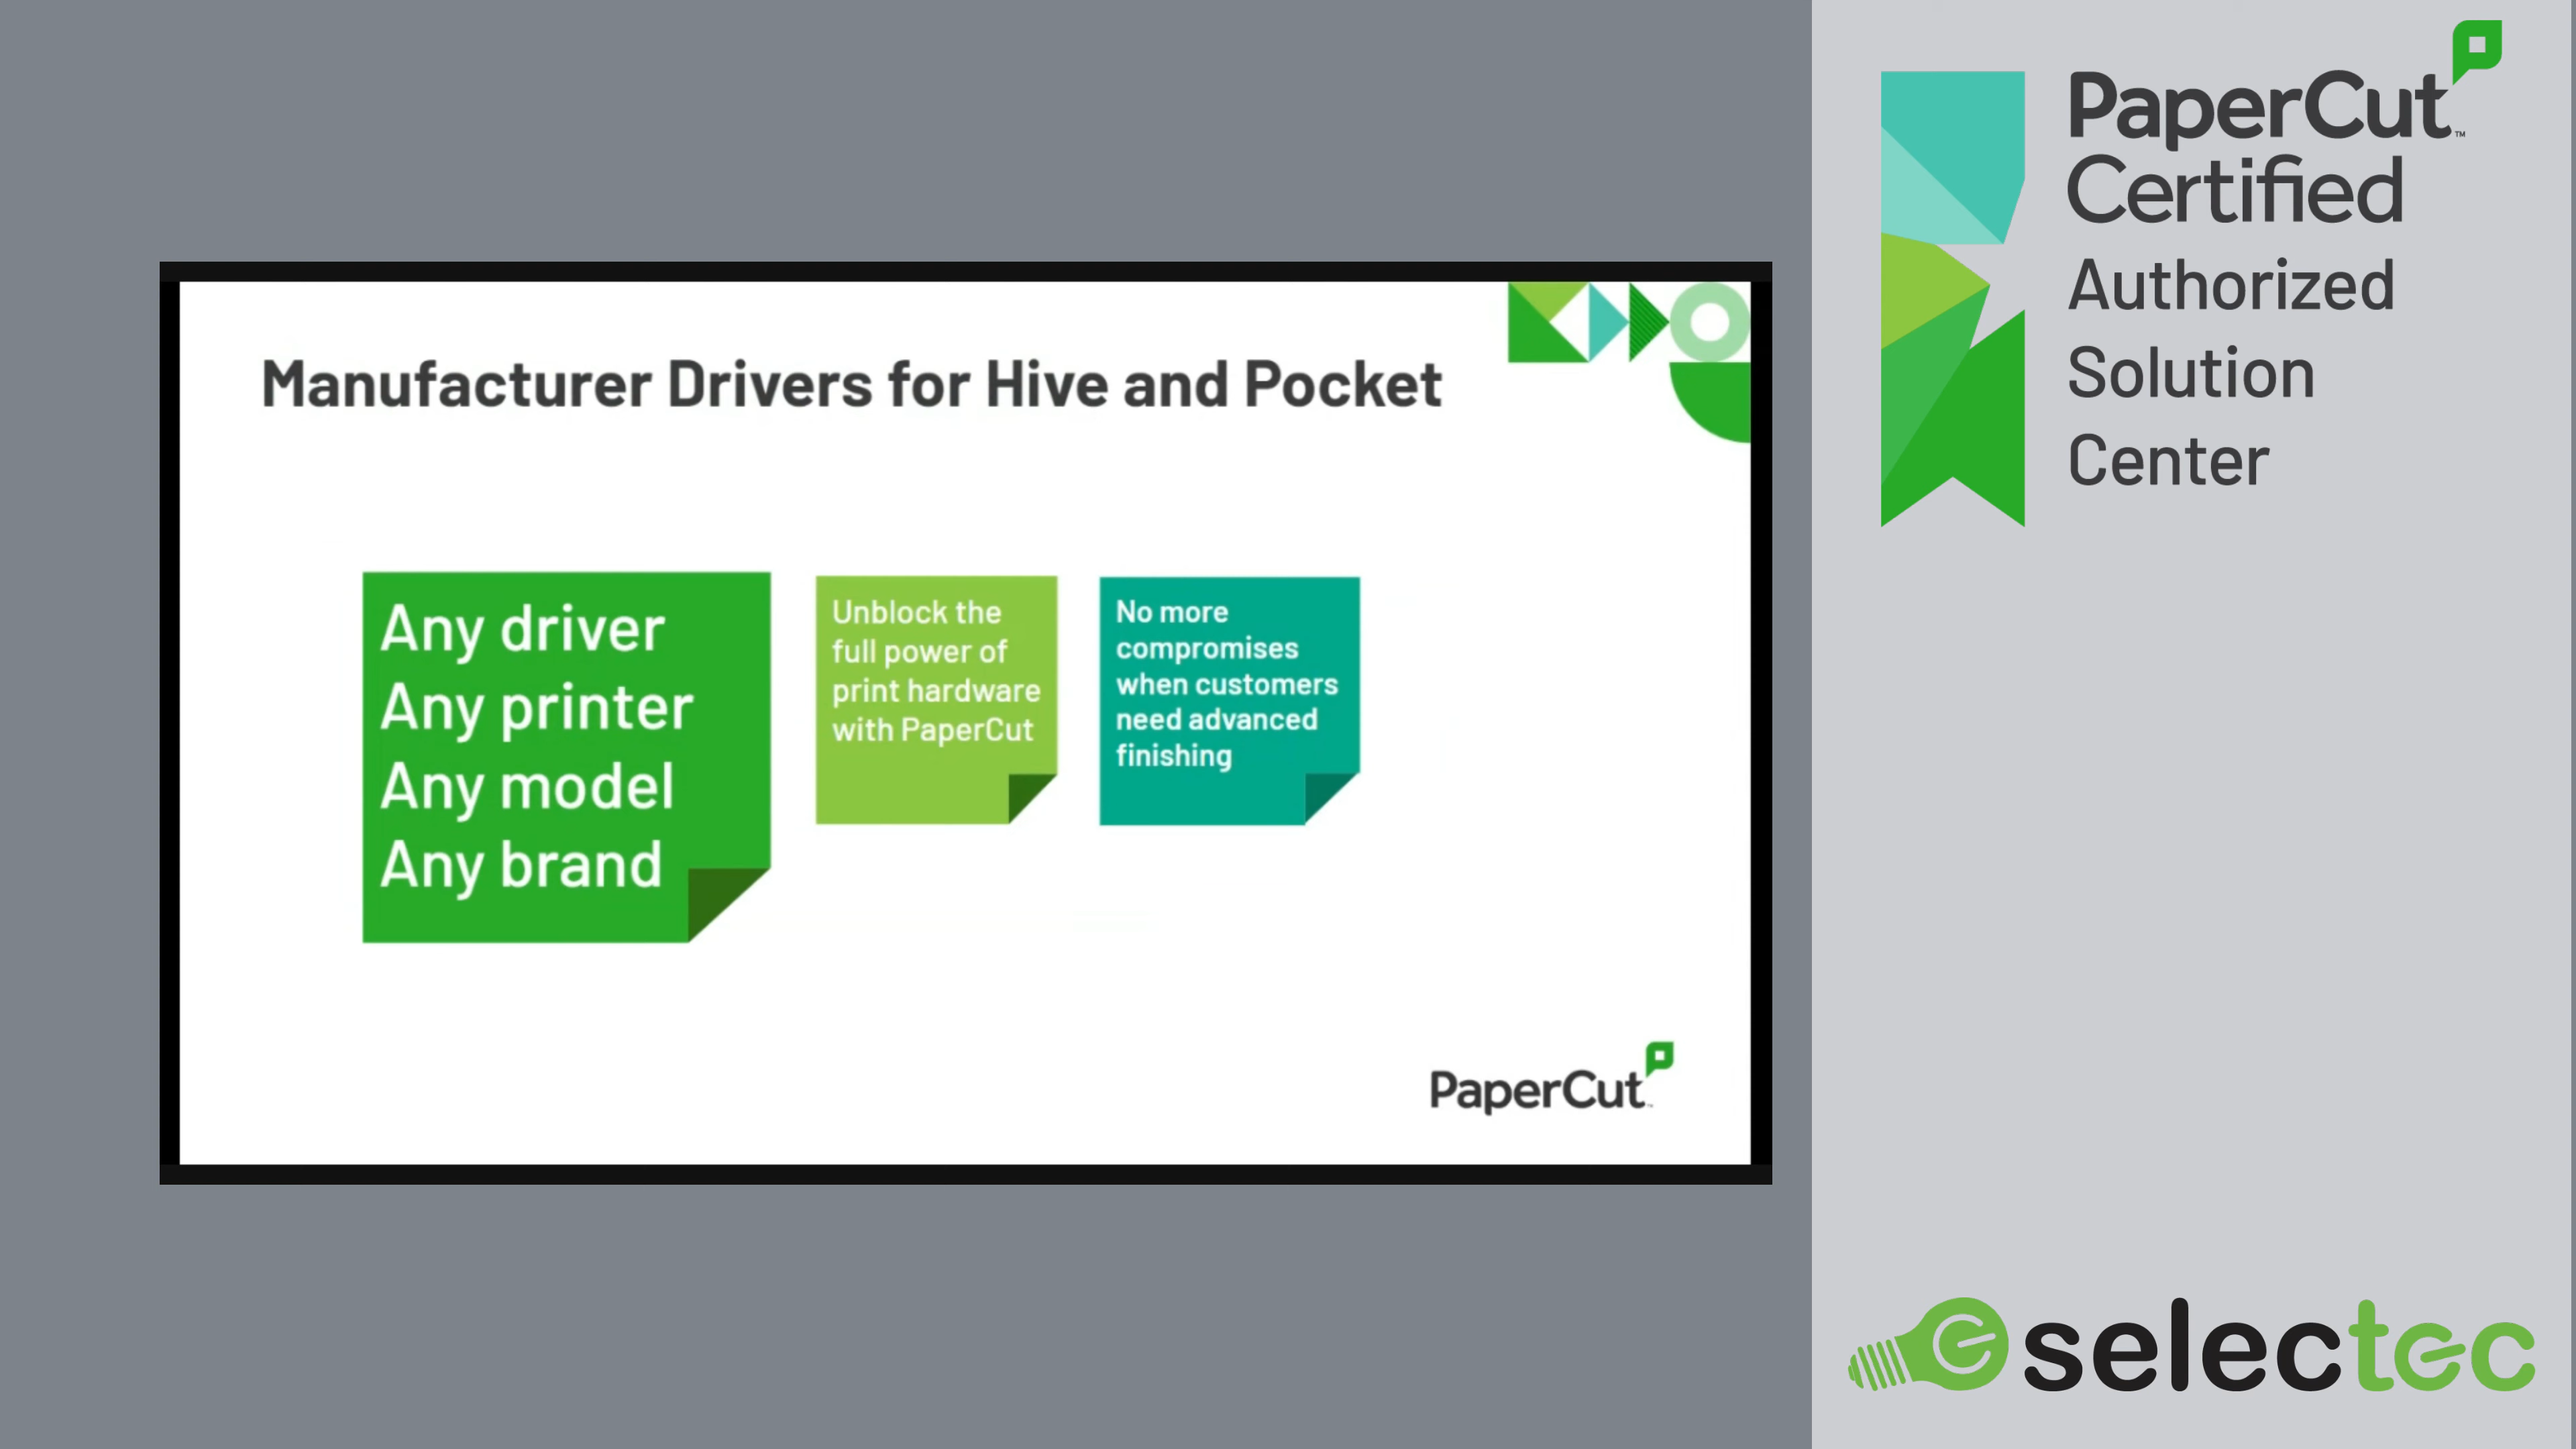 Manufacturer Drivers for Hive and Pocket
Any driver
Any printer
Any model
Any brand
Unblock the
full power of
print hardware
with PaperCut
No more
compromises
when customers
need advanced
finishing
PaperCut
PaperCut™
Certified
Authorized
Solution
Center
selectec